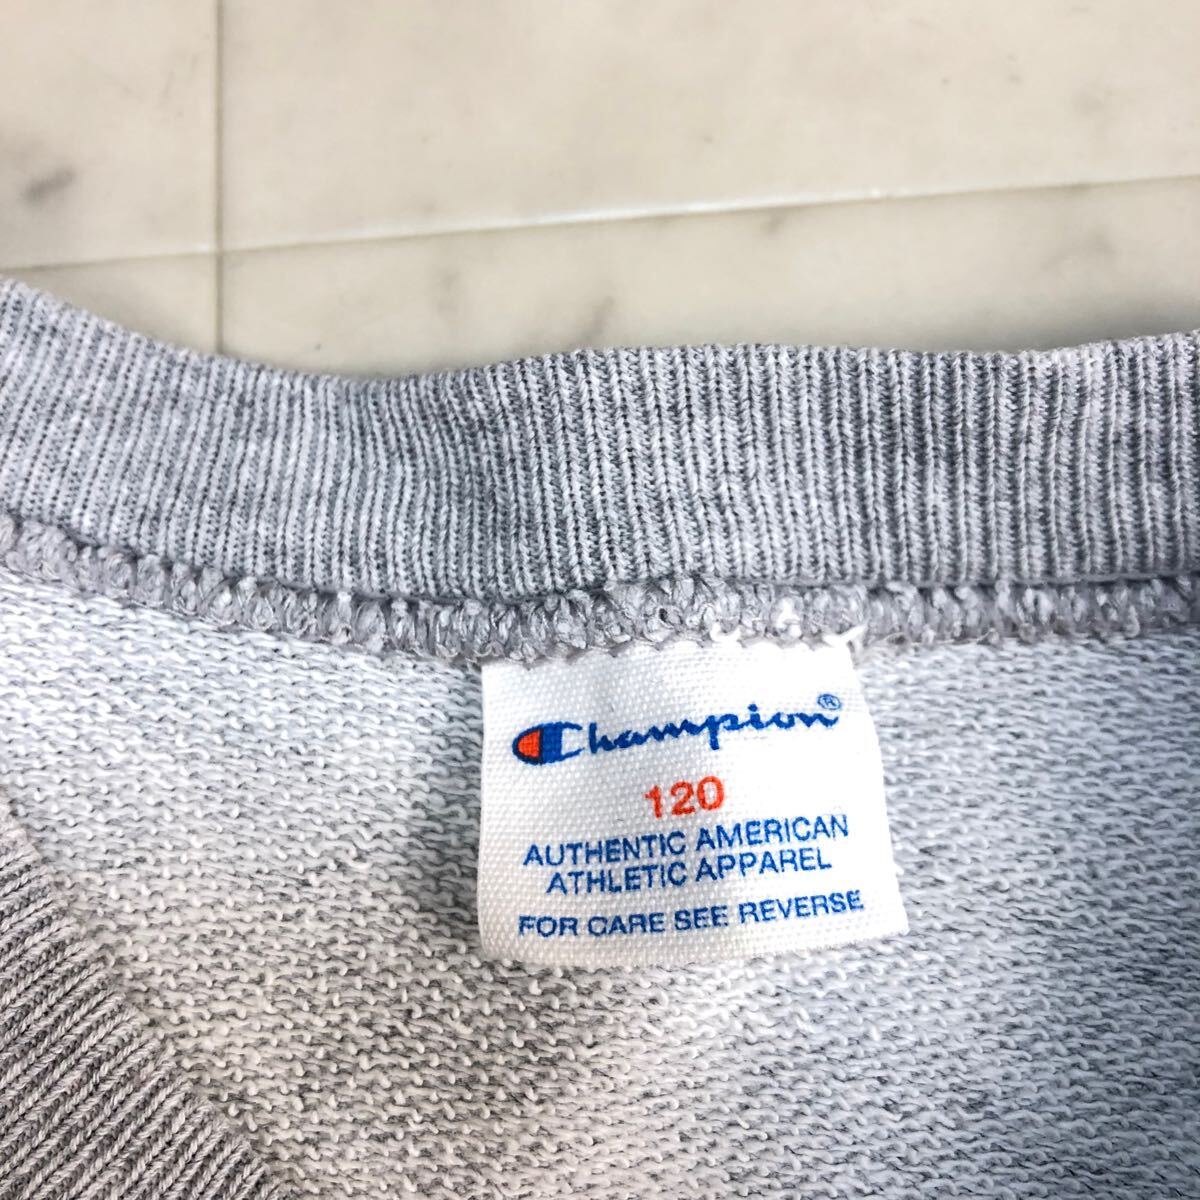 Champion®
120
AUTHENTIC AMERICAN
ATHLETIC APPAREL
FOR CARE SEE REVERSE